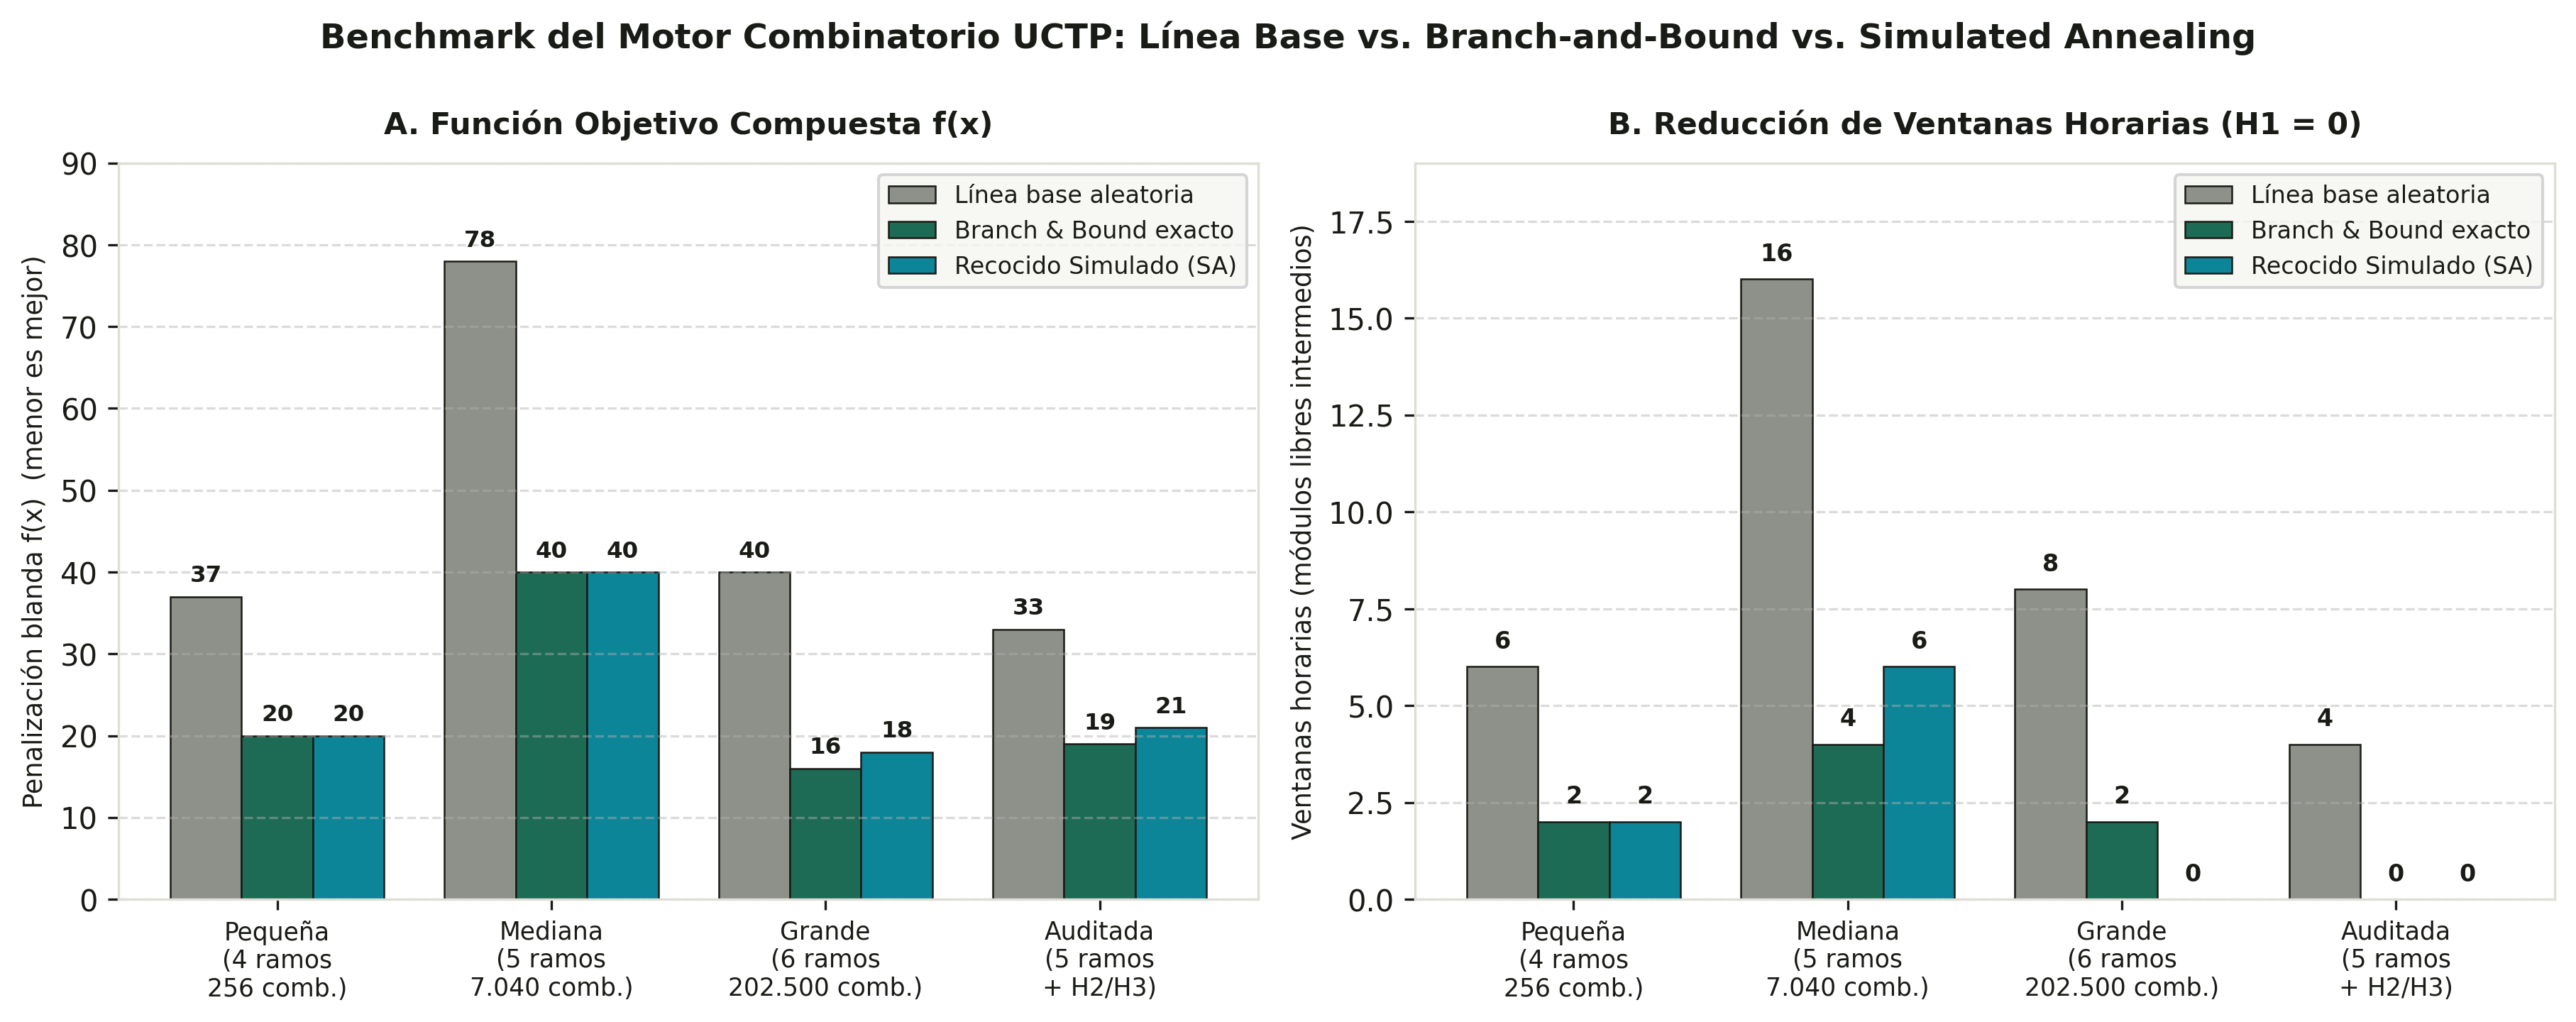 Benchmark del Motor Combinatorio UCTP: Línea Base vs. Branch-and-Bound vs. Simulated Annealing
A. Función Objetivo Compuesta f(x)
Penalización blanda f(x)  (menor es mejor)
90
80
70
60
50
40
30
20
10
0
Línea base aleatoria
Branch & Bound exacto
Recocido Simulado (SA)
37
20
20
78
40
40
40
16
18
33
19
21
Pequeña
(4 ramos
256 comb.)
Mediana
(5 ramos
7.040 comb.)
Grande
(6 ramos
202.500 comb.)
Auditada
(5 ramos
+ H2/H3)
B. Reducción de Ventanas Horarias (H1 = 0)
Ventanas horarias (módulos libres intermedios)
17.5
15.0
12.5
10.0
7.5
5.0
2.5
0.0
Línea base aleatoria
Branch & Bound exacto
Recocido Simulado (SA)
6
2
2
16
4
6
8
2
0
4
0
0
Pequeña
(4 ramos
256 comb.)
Mediana
(5 ramos
7.040 comb.)
Grande
(6 ramos
202.500 comb.)
Auditada
(5 ramos
+ H2/H3)